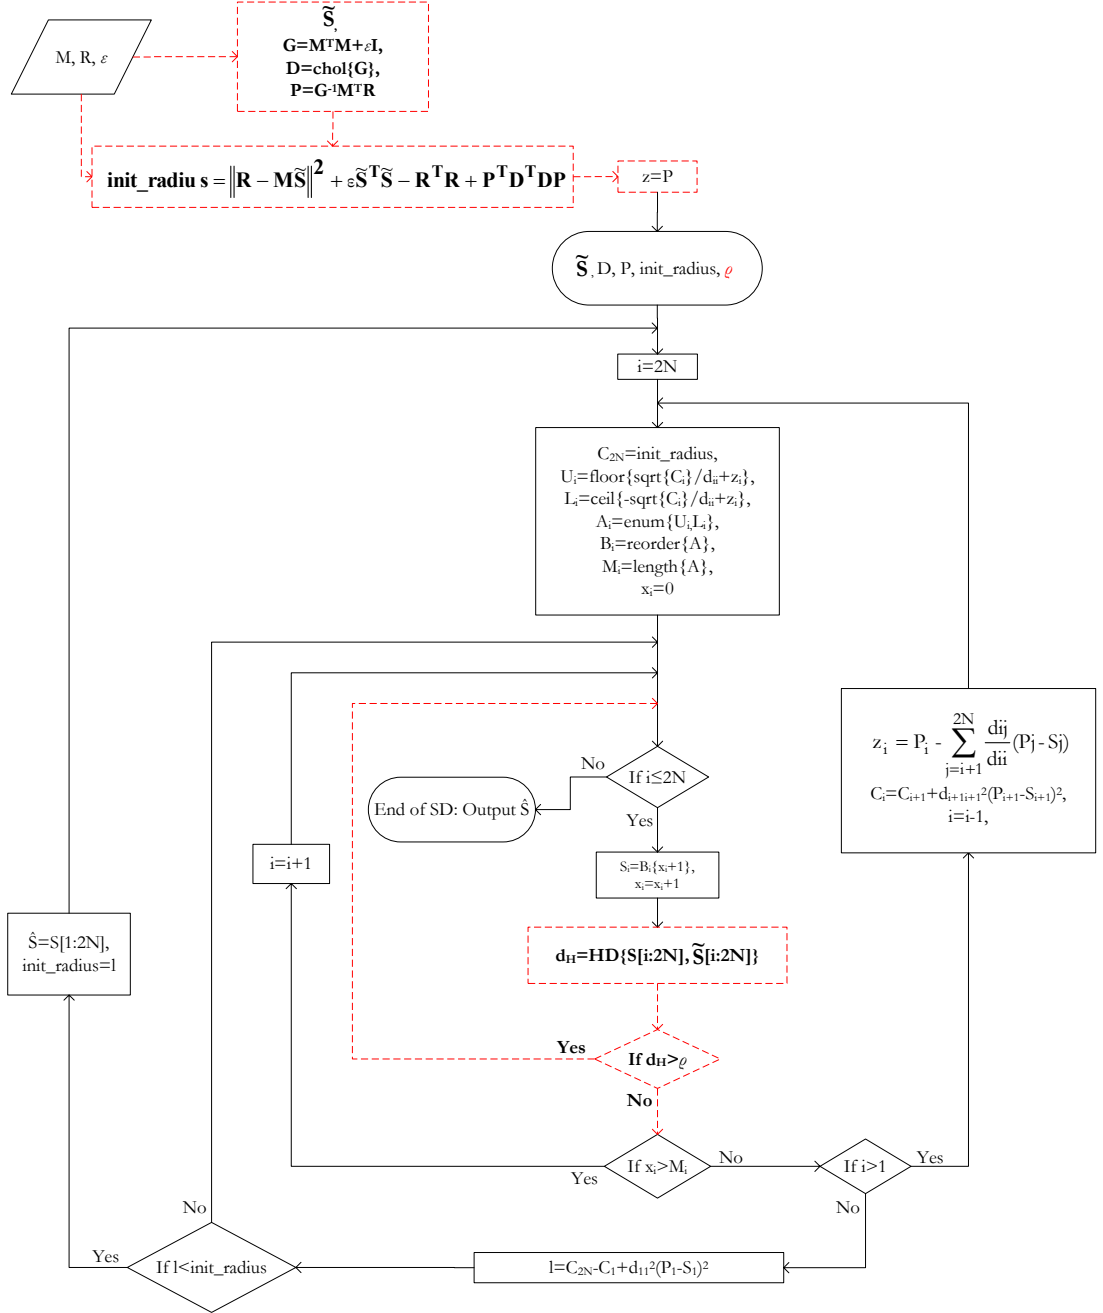 M, R, ε
S̃,
G=MᵀM+εI,
D=chol{G},
P=G⁻¹MᵀR
init_radiu s = ‖R − MS̃‖² + εS̃ᵀS̃ − RᵀR + PᵀDᵀDP
z=P
S̃, D, P, init_radius, ϱ
i=2N
C₂N=init_radius,
Uᵢ=floor{sqrt{Cᵢ}/dᵢᵢ+zᵢ},
Lᵢ=ceil{-sqrt{Cᵢ}/dᵢᵢ+zᵢ},
Aᵢ=enum{Uᵢ,Lᵢ},
Bᵢ=reorder{A},
Mᵢ=length{A},
xᵢ=0
zᵢ = Pᵢ - ∑_{j=i+1}^{2N} dij/dii (Pj - Sj)
Cᵢ=Cᵢ₊₁+dᵢ₊₁ᵢ₊₁²(Pᵢ₊₁-Sᵢ₊₁)²,
i=i-1,
If i≤2N
No
Yes
End of SD: Output Ŝ
Sᵢ=Bᵢ{xᵢ+1},
xᵢ=xᵢ+1
i=i+1
Ŝ=S[1:2N],
init_radius=l
d_H=HD{S[i:2N],S̃[i:2N]}
If d_H>ϱ
Yes
No
If xᵢ>Mᵢ
Yes
No
If i>1
Yes
No
l=C₂N-C₁+d₁₁²(P₁-S₁)²
If l<init_radius
No
Yes